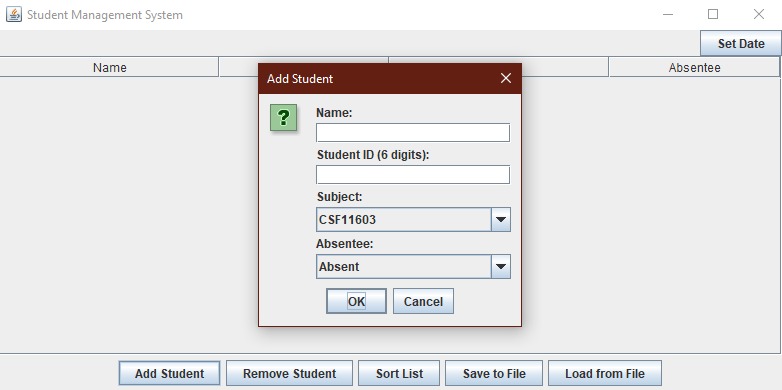 Student Management System
Set Date
Name
Absentee
Add Student
?
Name:
Student ID (6 digits):
Subject:
CSF11603
Absentee:
Absent
OK
Cancel
Add Student
Remove Student
Sort List
Save to File
Load from File